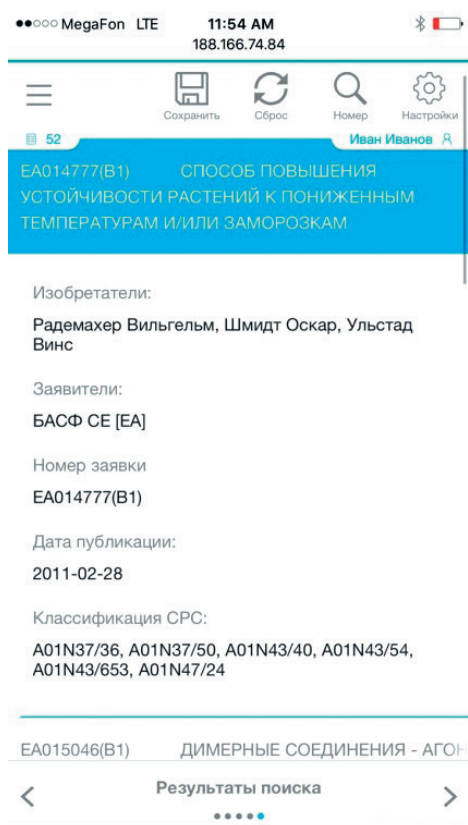 MegaFon LTE 11:54 AM
188.166.74.84
Сохранить Сброс Номер Настройки
52 Иван Иванов
EA014777(B1) СПОСОБ ПОВЫШЕНИЯ
УСТОЙЧИВОСТИ РАСТЕНИЙ К ПОНИЖЕННЫМ
ТЕМПЕРАТУРАМ И/ИЛИ ЗАМОРОЗКАМ
Изобретатели:
Радемахер Вильгельм, Шмидт Оскар, Ульстад
Винс
Заявители:
БАСФ СЕ [EA]
Номер заявки
EA014777(B1)
Дата публикации:
2011-02-28
Классификация CPC:
A01N37/36, A01N37/50, A01N43/40, A01N43/54,
A01N43/653, A01N47/24
EA015046(B1) ДИМЕРНЫЕ СОЕДИНЕНИЯ - АГОН
Результаты поиска